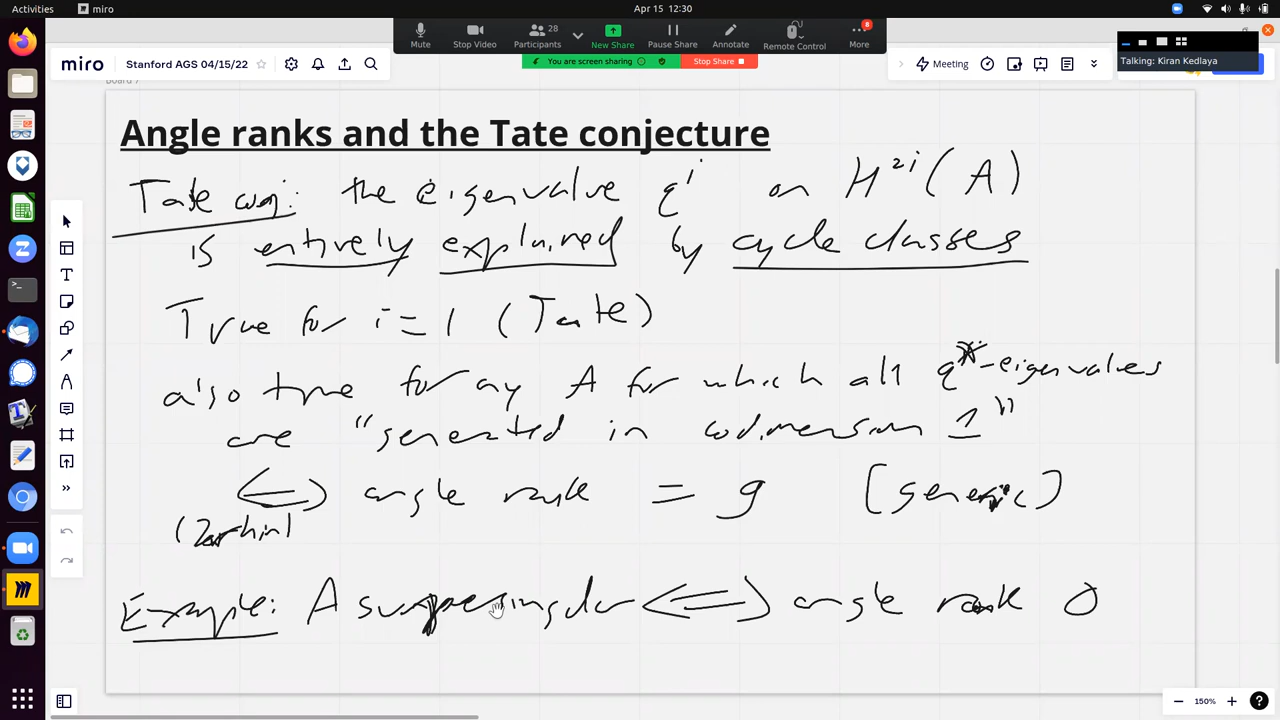 Activities
miro
Apr 15 12:30
Mute
Stop Video
28
Participants
New Share
Pause Share
Annotate
Remote Control
8
More
You are screen sharing
Stop Share
Talking: Kiran Kedlaya
miro
Stanford AGS 04/15/22
Meeting
Board 7
Angle ranks and the Tate conjecture
Tate conj: the eigenvalue q^i on H^{2i}(A)
is entirely explained by cycle classes
True for i=1 (Tate)
also true for any A for which all q^*-eigenvalues
are "generated in codimension 1"
⟺ angle rank = g [generic]
(Zarhin)
Example: A supersingular ⟺ angle rank 0
150%